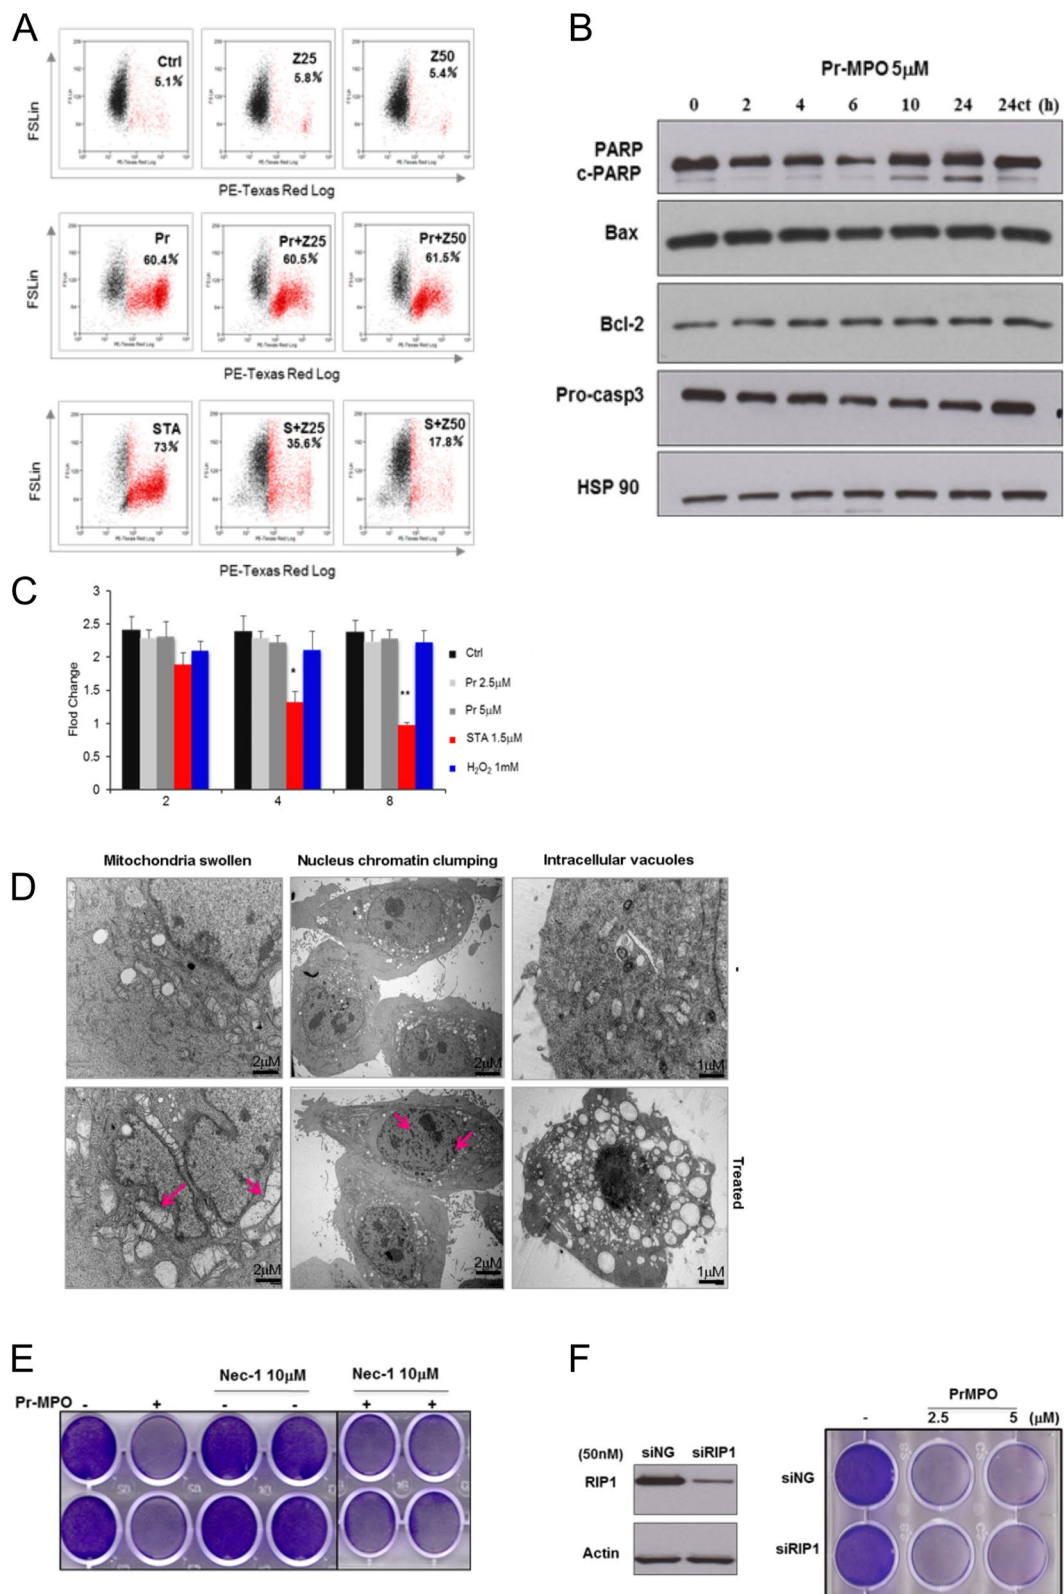 A
Ctrl
5.1%
Z25
5.8%
Z50
5.4%
FSLin
PE-Texas Red Log
Pr
60.4%
Pr+Z25
60.5%
Pr+Z50
61.5%
FSLin
PE-Texas Red Log
STA
73%
S+Z25
35.6%
S+Z50
17.8%
FSLin
PE-Texas Red Log
B
Pr-MPO 5µM
0 2 4 6 10 24 24ct (h)
PARP
c-PARP
Bax
Bcl-2
Pro-casp3
HSP 90
C
Flod Change
3
2.5
2
1.5
1
0.5
0
* **
2 4 8
Ctrl
Pr 2.5µM
Pr 5µM
STA 1.5µM
H₂O₂ 1mM
D
Mitochondria swollen Nucleus chromatin clumping Intracellular vacuoles
2µM 2µM 1µM
2µM 2µM 1µM
Treated
E
Nec-1 10µM Nec-1 10µM
Pr-MPO - + - - + +
F
(50nM) siNG siRIP1
RIP1
Actin
PrMPO
- 2.5 5 (µM)
siNG
siRIP1